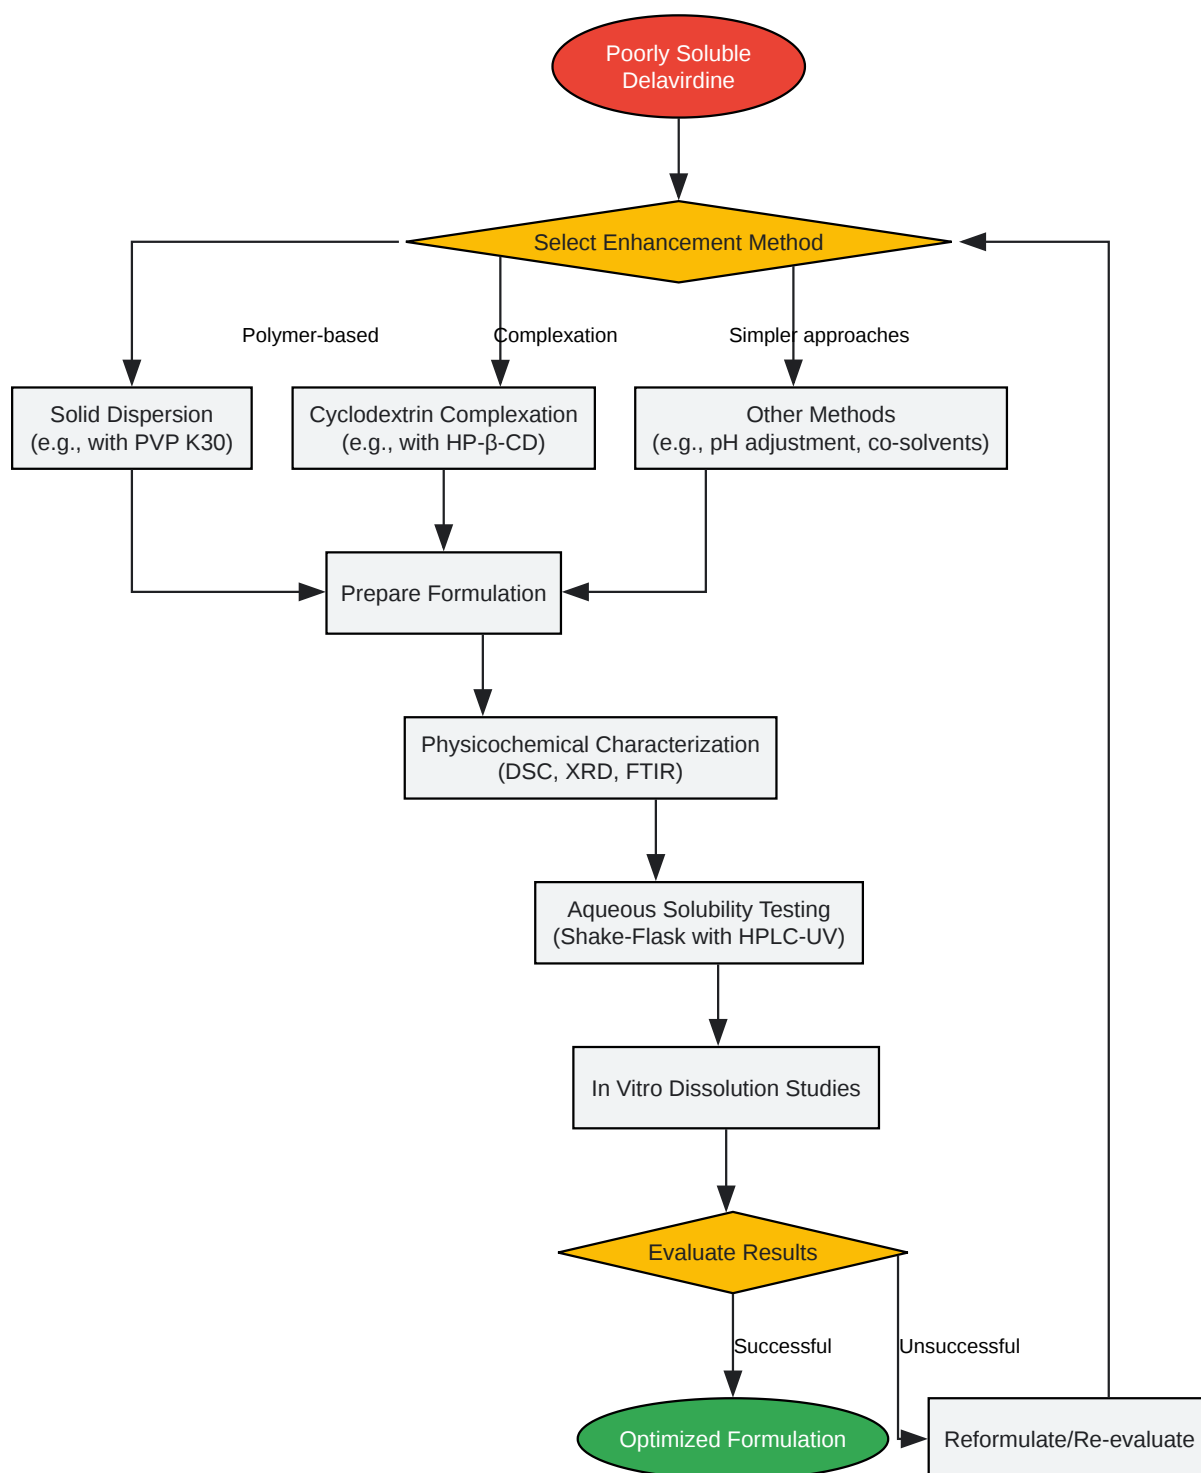 Poorly Soluble
Delavirdine
Select Enhancement Method
Polymer-based
Complexation
Simpler approaches
Solid Dispersion
(e.g., with PVP K30)
Cyclodextrin Complexation
(e.g., with HP-β-CD)
Other Methods
(e.g., pH adjustment, co-solvents)
Prepare Formulation
Physicochemical Characterization
(DSC, XRD, FTIR)
Aqueous Solubility Testing
(Shake-Flask with HPLC-UV)
In Vitro Dissolution Studies
Evaluate Results
Successful
Unsuccessful
Optimized Formulation
Reformulate/Re-evaluate